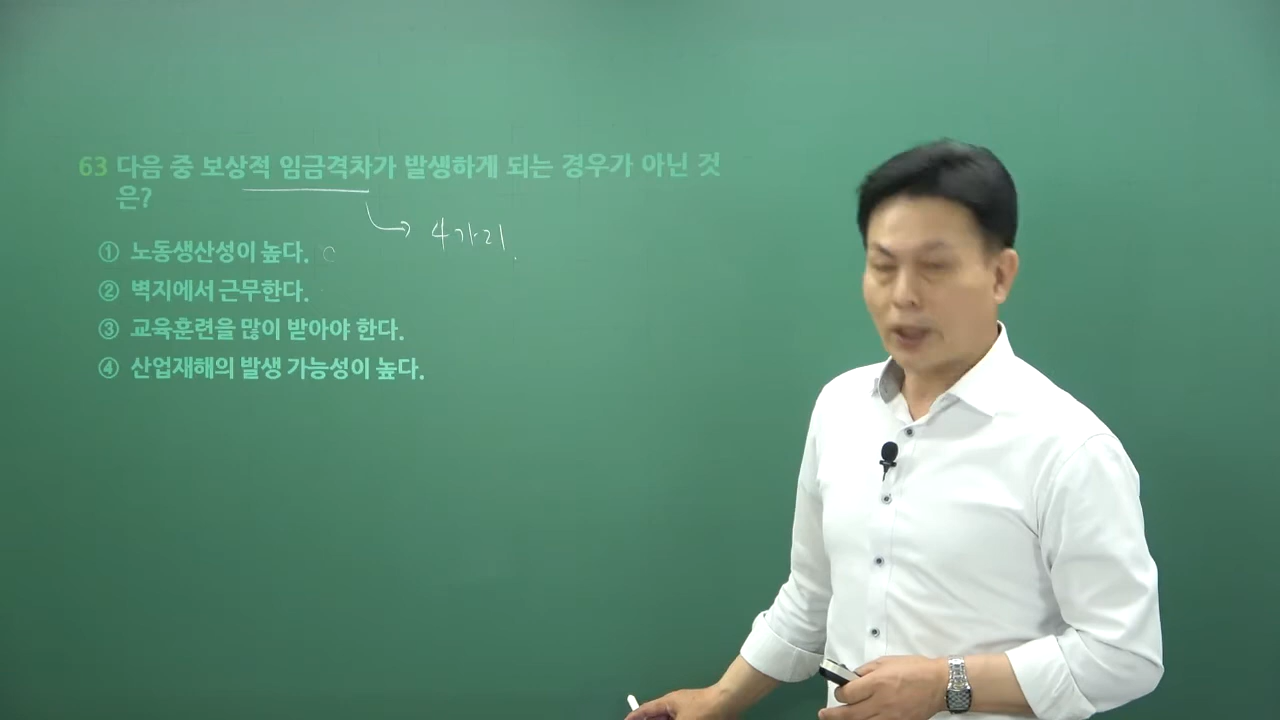 63 다음 중 보상적 임금격차가 발생하게 되는 경우가 아닌 것
은?
4가지
① 노동생산성이 높다.
② 벽지에서 근무한다.
③ 교육훈련을 많이 받아야 한다.
④ 산업재해의 발생 가능성이 높다.